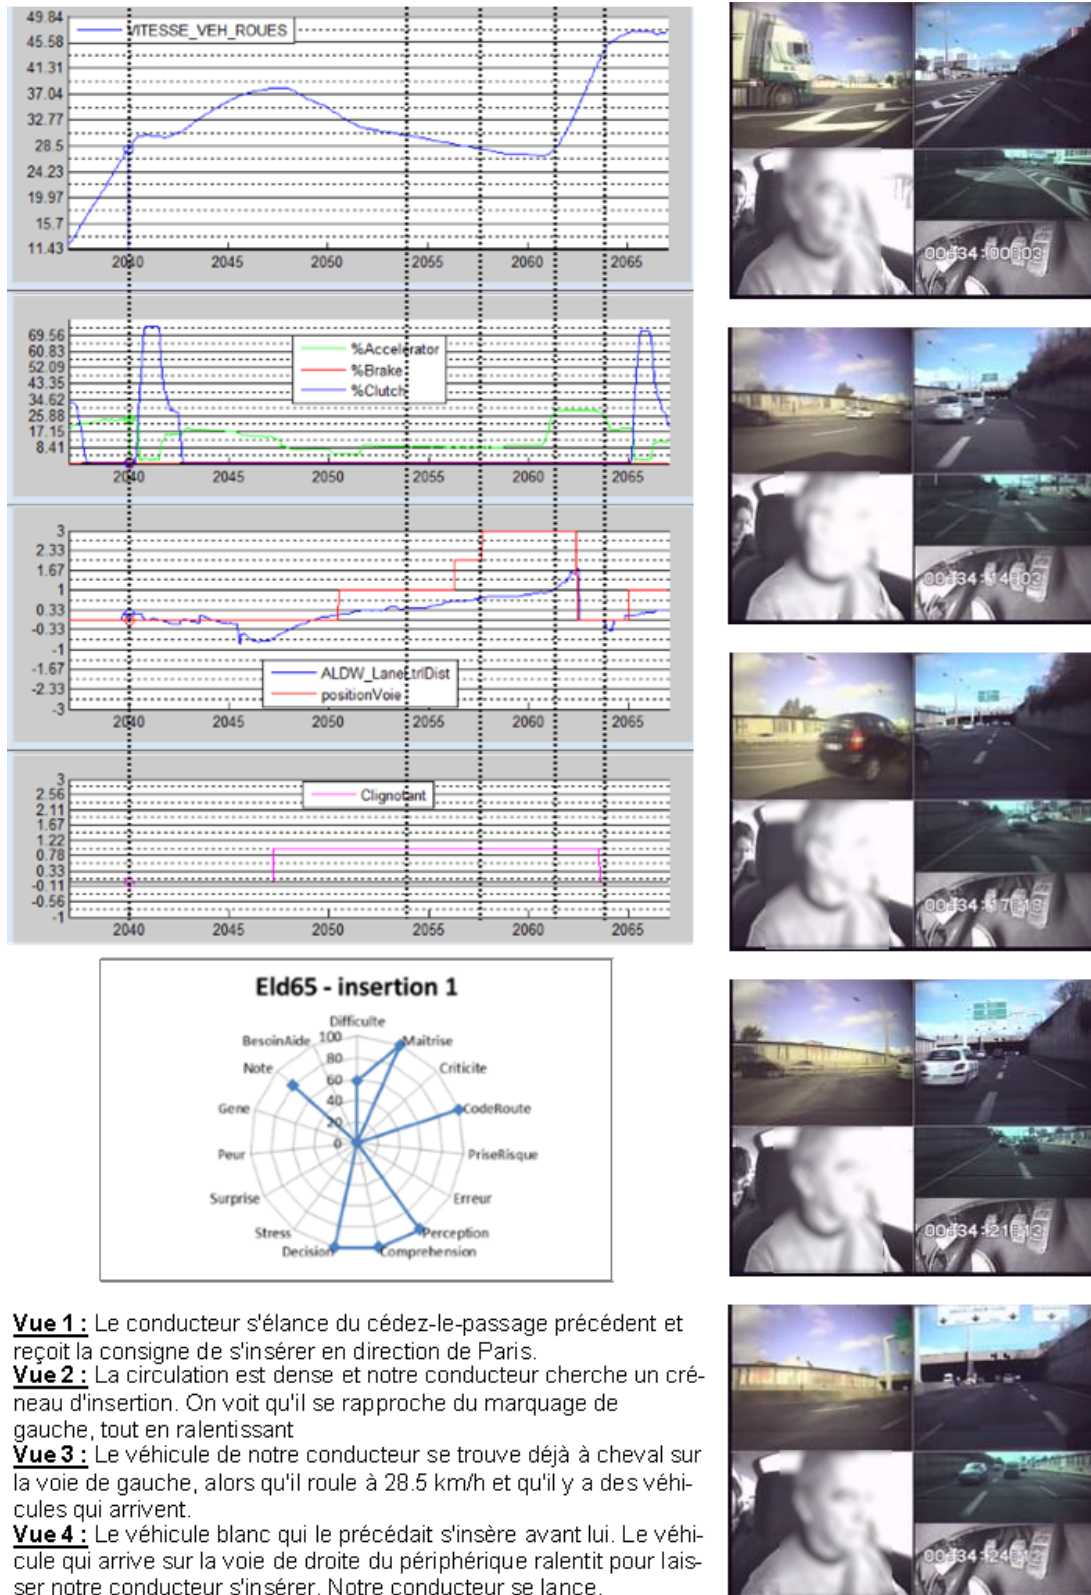 49.84
45.58
41.31
37.04
32.77
28.5
24.23
19.97
15.7
11.43
VITESSE_VEH_ROUES
2040 2045 2050 2055 2060 2065
69.56
60.83
52.09
43.35
34.62
25.88
17.15
8.41
%Accelerator
%Brake
%Clutch
2040 2045 2050 2055 2060 2065
3
2.33
1.67
1
0.33
-0.33
-1
-1.67
-2.33
-3
ALDW_LaneLtrlDist
positionVoie
2040 2045 2050 2055 2060 2065
3
2.56
2.11
1.67
1.22
0.78
0.33
-0.11
-0.56
-1
Clignotant
2040 2045 2050 2055 2060 2065
Eld65 - insertion 1
Difficulte
Maitrise
Criticite
CodeRoute
PriseRisque
Erreur
Perception
Comprehension
Decision
Stress
Surprise
Peur
Gene
Note
BesoinAide
100
80
60
40
20
0
Vue 1 : Le conducteur s'élance du cédez-le-passage précédent et
reçoit la consigne de s'insérer en direction de Paris.
Vue 2 : La circulation est dense et notre conducteur cherche un cré-
neau d'insertion. On voit qu'il se rapproche du marquage de
gauche, tout en ralentissant
Vue 3 : Le véhicule de notre conducteur se trouve déjà à cheval sur
la voie de gauche, alors qu'il roule à 28.5 km/h et qu'il y a des véhi-
cules qui arrivent.
Vue 4 : Le véhicule blanc qui le précédait s'insère avant lui. Le véhi-
cule qui arrive sur la voie de droite du périphérique ralentit pour lais-
ser notre conducteur s'insérer. Notre conducteur se lance.